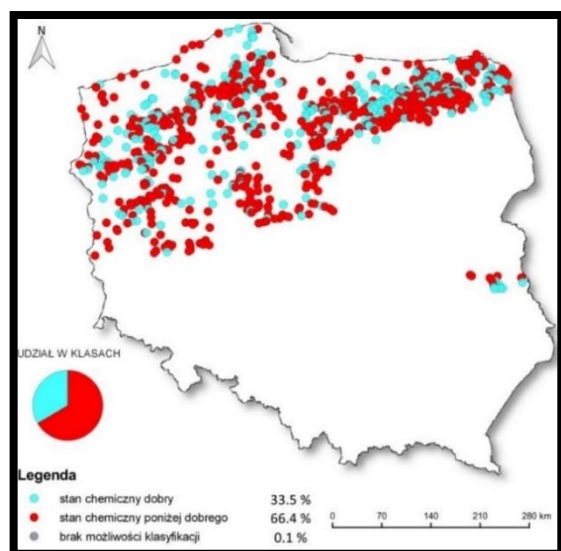 N
UDZIAŁ W KLASACH
Legenda
stan chemiczny dobry 33.5 %
stan chemiczny poniżej dobrego 66.4 %
brak możliwości klasyfikacji 0.1 %
0 70 140 210 280 km